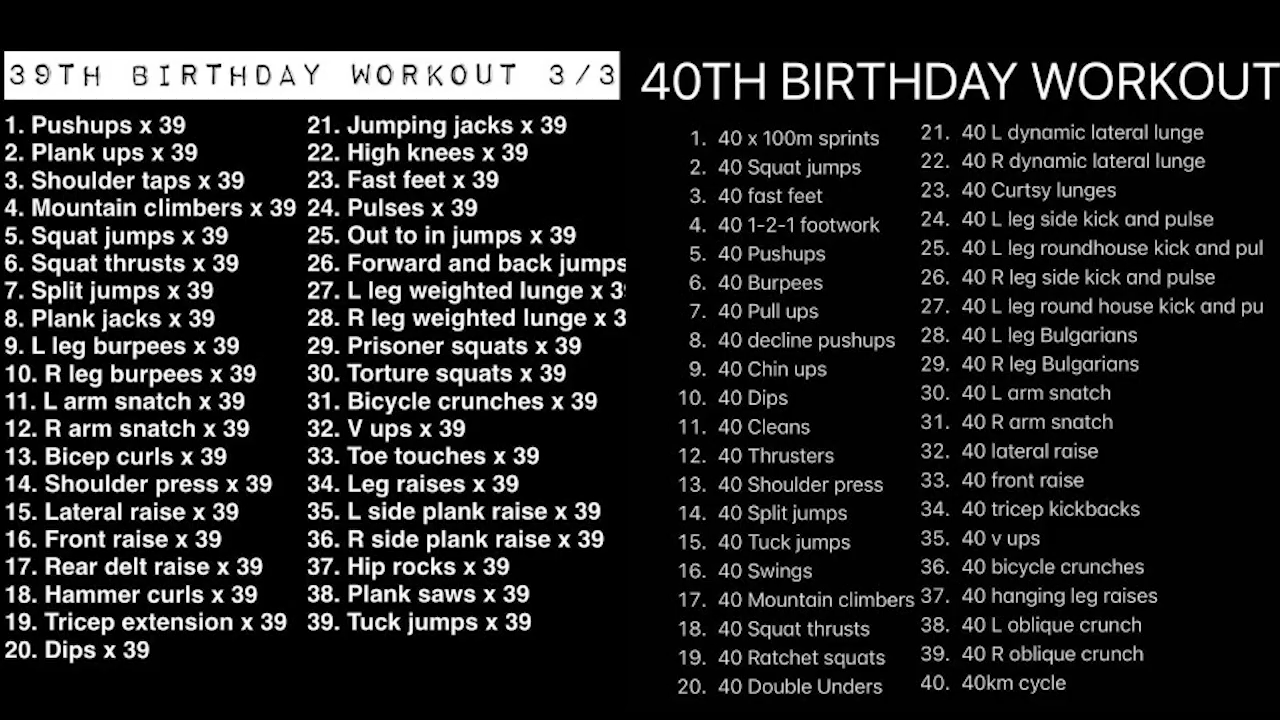 39TH BIRTHDAY WORKOUT 3/3
1. Pushups x 39
2. Plank ups x 39
3. Shoulder taps x 39
4. Mountain climbers x 39
5. Squat jumps x 39
6. Squat thrusts x 39
7. Split jumps x 39
8. Plank jacks x 39
9. L leg burpees x 39
10. R leg burpees x 39
11. L arm snatch x 39
12. R arm snatch x 39
13. Bicep curls x 39
14. Shoulder press x 39
15. Lateral raise x 39
16. Front raise x 39
17. Rear delt raise x 39
18. Hammer curls x 39
19. Tricep extension x 39
20. Dips x 39
21. Jumping jacks x 39
22. High knees x 39
23. Fast feet x 39
24. Pulses x 39
25. Out to in jumps x 39
26. Forward and back jumps
27. L leg weighted lunge x 3
28. R leg weighted lunge x 3
29. Prisoner squats x 39
30. Torture squats x 39
31. Bicycle crunches x 39
32. V ups x 39
33. Toe touches x 39
34. Leg raises x 39
35. L side plank raise x 39
36. R side plank raise x 39
37. Hip rocks x 39
38. Plank saws x 39
39. Tuck jumps x 39
40TH BIRTHDAY WORKOUT
1. 40 x 100m sprints
2. 40 Squat jumps
3. 40 fast feet
4. 40 1-2-1 footwork
5. 40 Pushups
6. 40 Burpees
7. 40 Pull ups
8. 40 decline pushups
9. 40 Chin ups
10. 40 Dips
11. 40 Cleans
12. 40 Thrusters
13. 40 Shoulder press
14. 40 Split jumps
15. 40 Tuck jumps
16. 40 Swings
17. 40 Mountain climbers
18. 40 Squat thrusts
19. 40 Ratchet squats
20. 40 Double Unders
21. 40 L dynamic lateral lunge
22. 40 R dynamic lateral lunge
23. 40 Curtsy lunges
24. 40 L leg side kick and pulse
25. 40 L leg roundhouse kick and pul
26. 40 R leg side kick and pulse
27. 40 L leg round house kick and pu
28. 40 L leg Bulgarians
29. 40 R leg Bulgarians
30. 40 L arm snatch
31. 40 R arm snatch
32. 40 lateral raise
33. 40 front raise
34. 40 tricep kickbacks
35. 40 v ups
36. 40 bicycle crunches
37. 40 hanging leg raises
38. 40 L oblique crunch
39. 40 R oblique crunch
40. 40km cycle